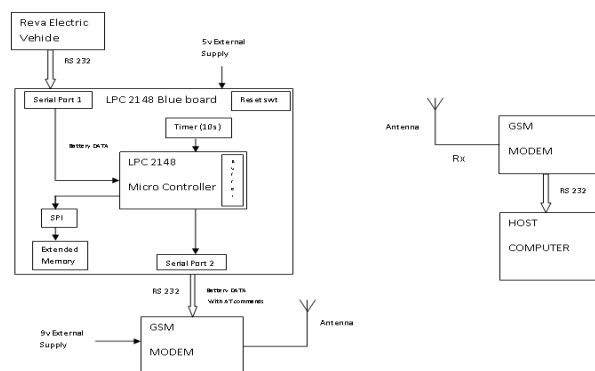 Reva Electric
Vehide
RS 232
5v External
Supply
Serial Port 1
LPC 2148 Blue board
Reset swt
Timer (10s)
Battery DATA
LPC 2148
Micro Controller
SPI
Extended
Memory
Serial Port 2
RS 232
Battery DATA
With AT commands
9v External
Supply
GSM
MODEM
Antenna
Antenna
Rx
GSM
MODEM
RS 232
HOST
COMPUTER